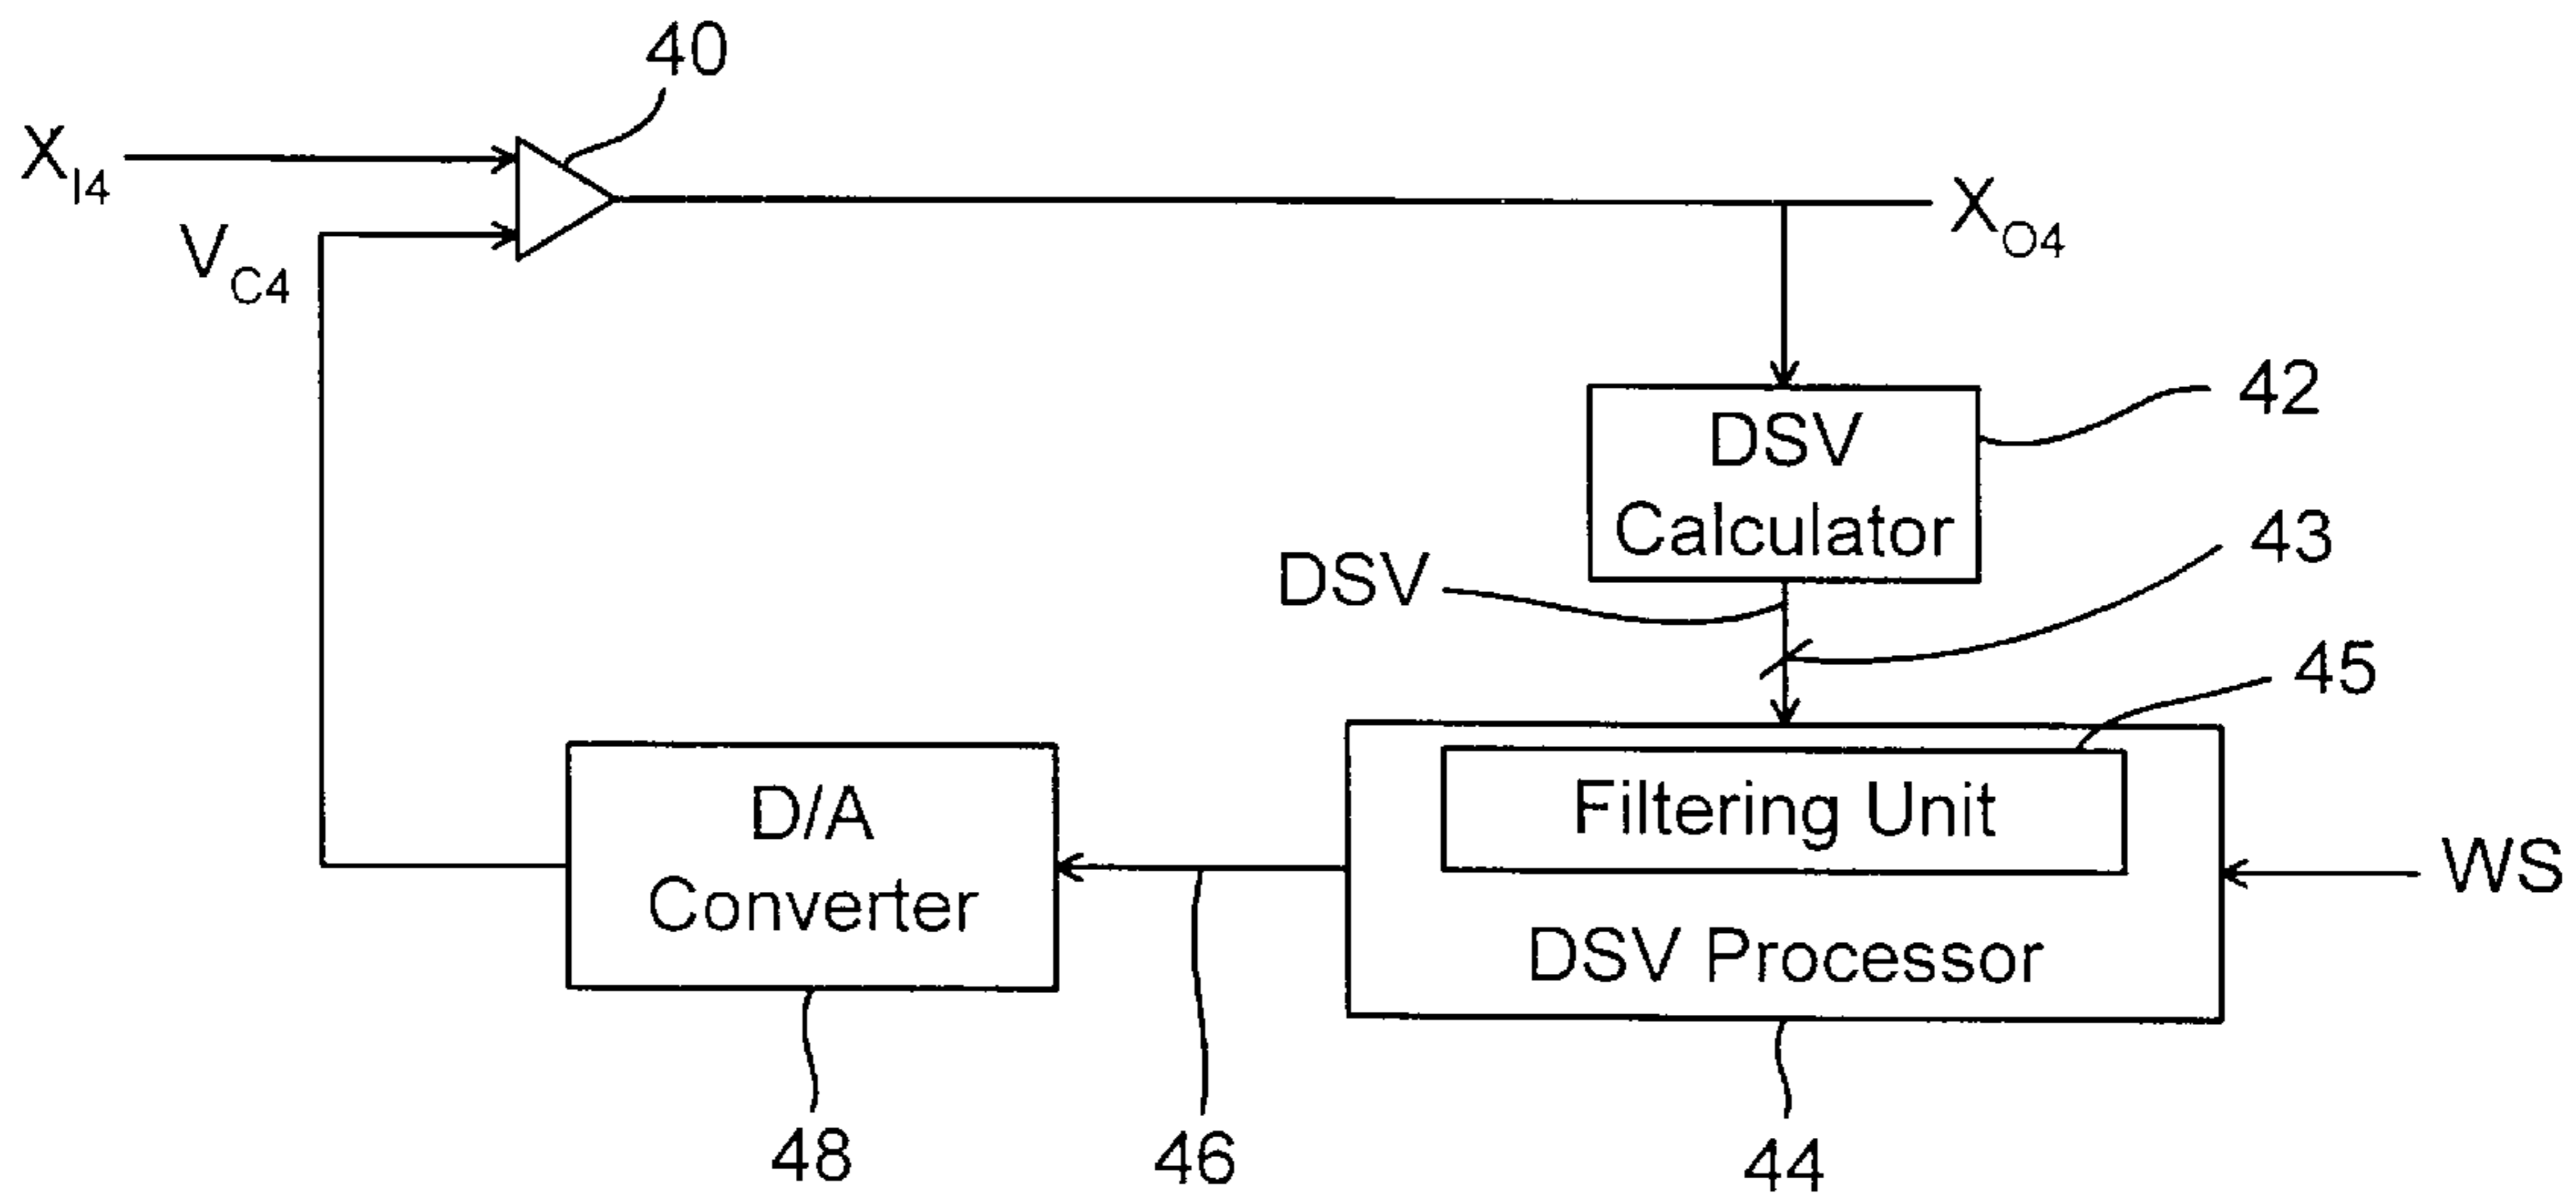 40
X_I4
V_C4
X_O4
DSV
Calculator
42
DSV
43
45
Filtering Unit
DSV Processor
WS
D/A
Converter
48
46
44